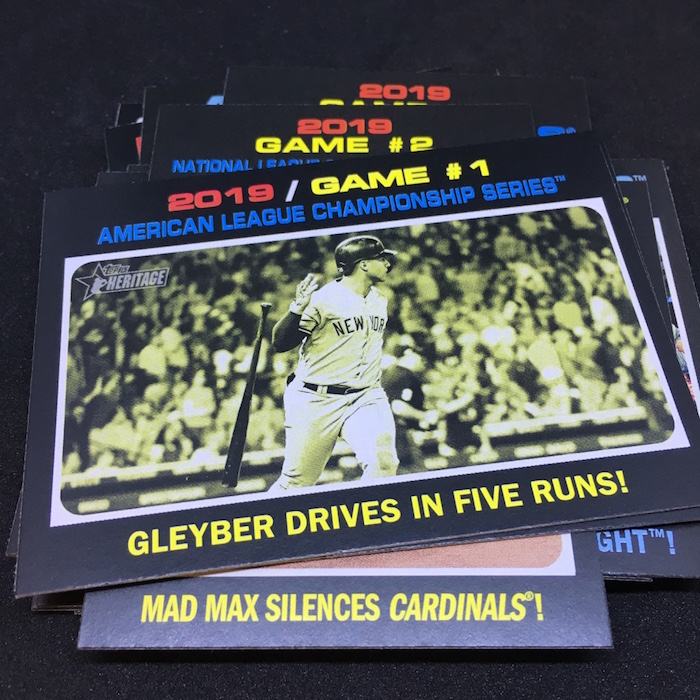 2019
GAME
2019
GAME #2
NATIONAL LEAGUE
2019 / GAME #1
AMERICAN LEAGUE CHAMPIONSHIP SERIES™
TOPPS
HERITAGE
NEW YORK
GLEYBER DRIVES IN FIVE RUNS!
GHT™!
MAD MAX SILENCES CARDINALS®!